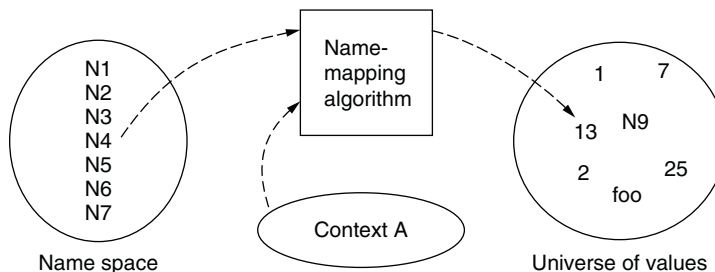 N1
N2
N3
N4
N5
N6
N7
Name space
Name-
mapping
algorithm
Context A
1
7
13
N9
2
25
foo
Universe of values